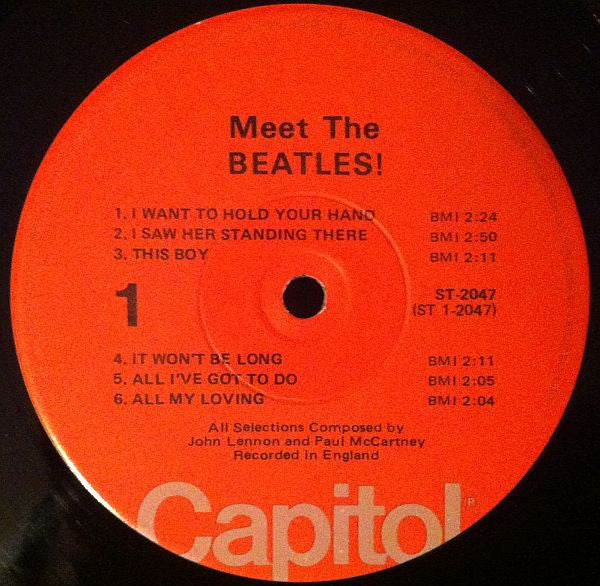 Meet The
BEATLES!
1. I WANT TO HOLD YOUR HAND BMI 2:24
2. I SAW HER STANDING THERE BMI 2:50
3. THIS BOY BMI 2:11
1 ST-2047
(ST 1-2047)
4. IT WON'T BE LONG BMI 2:11
5. ALL I'VE GOT TO DO BMI 2:05
6. ALL MY LOVING BMI 2:04
All Selections Composed by
John Lennon and Paul McCartney
Recorded in England
Capitol®